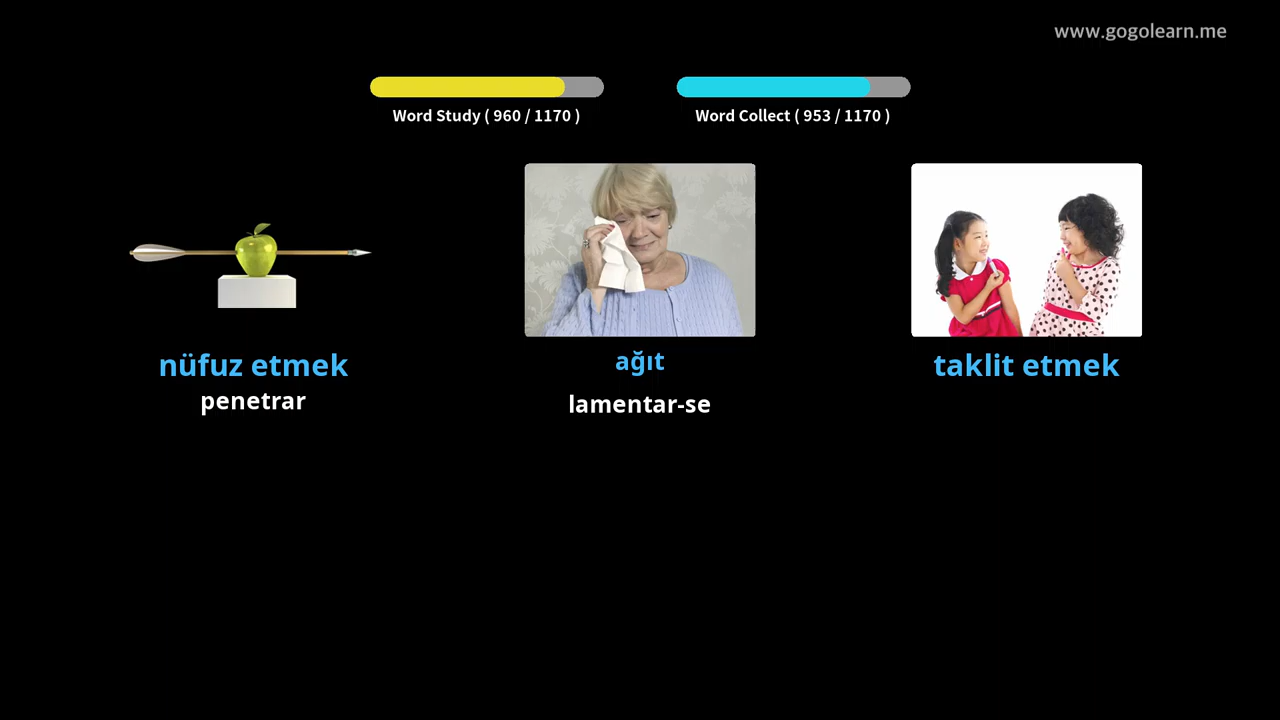 www.gogolearn.me
Word Study ( 960 / 1170 )
Word Collect ( 953 / 1170 )
nüfuz etmek
penetrar
ağıt
lamentar-se
taklit etmek